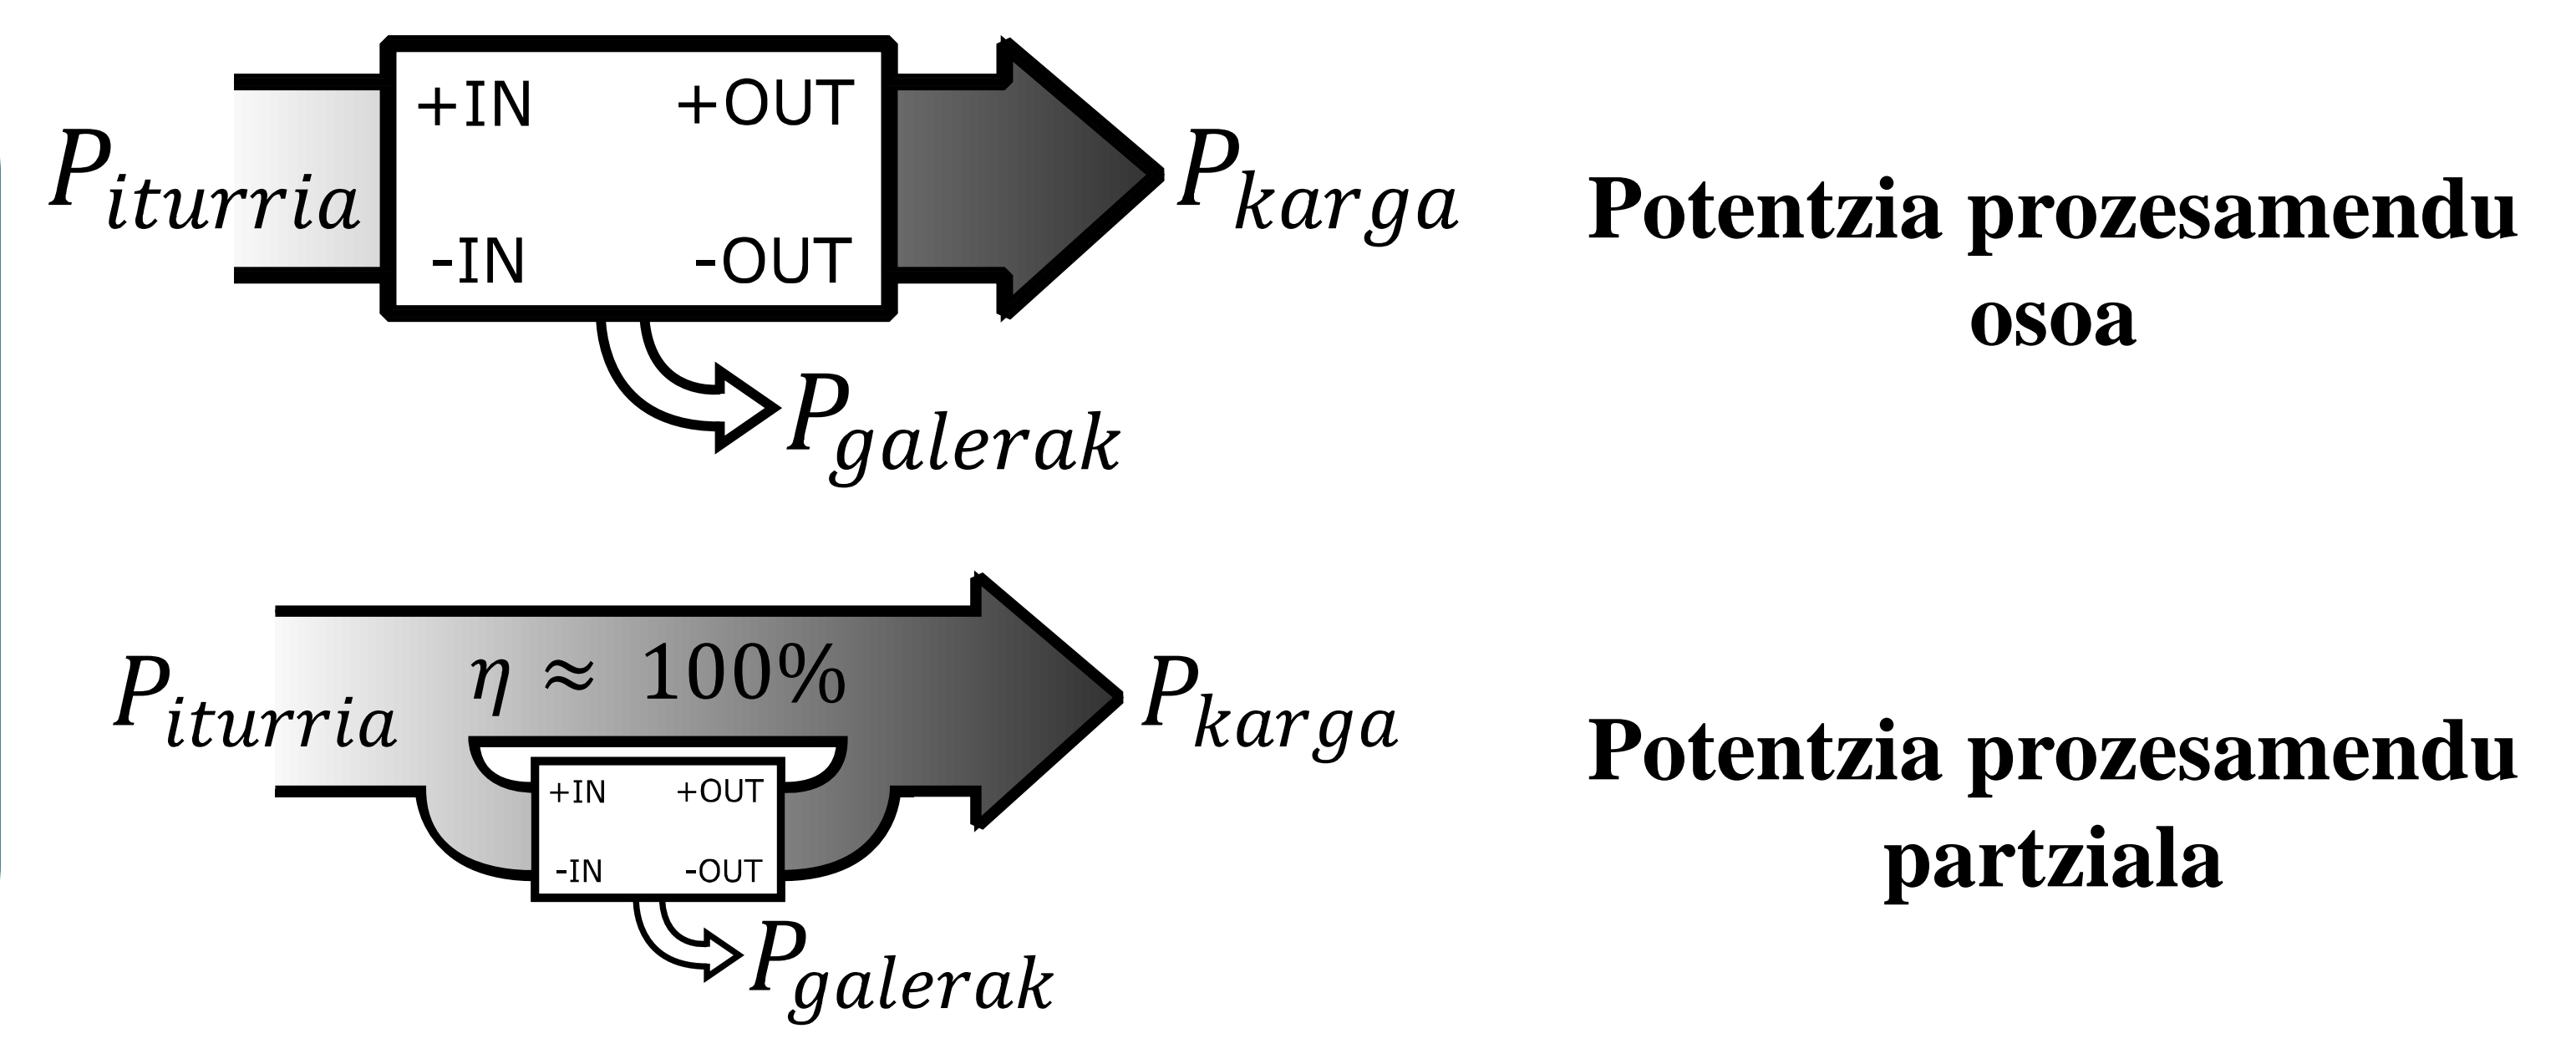 +IN +OUT
P_iturria
P_karga
-IN -OUT
P_galerak
Potentzia prozesamendu
osoa
η ≈ 100%
P_iturria
P_karga
+IN +OUT
-IN -OUT
P_galerak
Potentzia prozesamendu
partziala